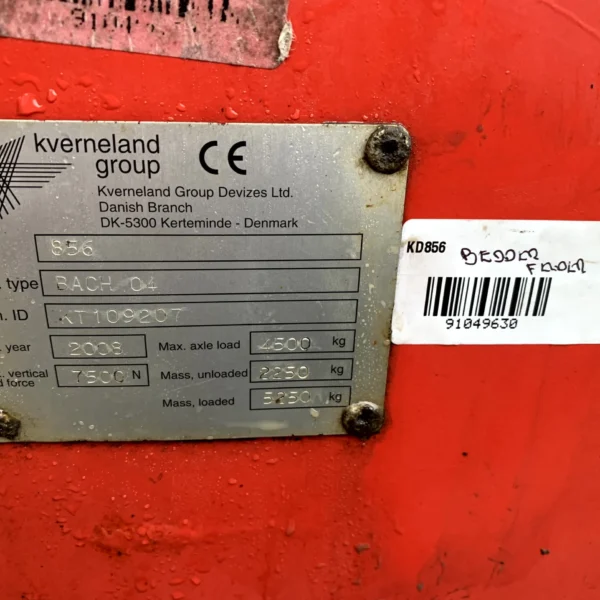 kverneland
group
CE
Kverneland Group Devizes Ltd.
Danish Branch
DK-5300 Kerteminde - Denmark
856
. type BACH 04
. ID KT109207
. year 2008
Max. axle load 4500 kg
. vertical
force 7500 N
Mass, unloaded 2250 kg
Mass, loaded 5250 kg
KD856
91049630